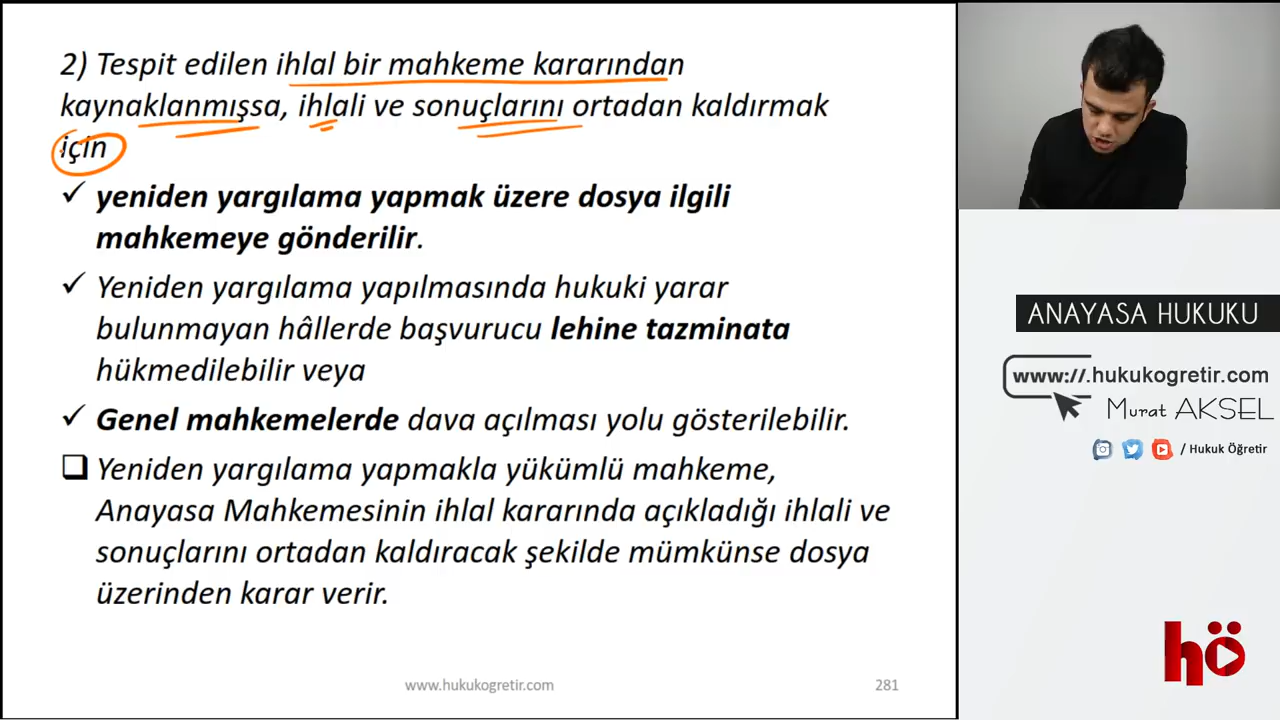 2) Tespit edilen ihlal bir mahkeme kararından
kaynaklanmışsa, ihlali ve sonuçlarını ortadan kaldırmak
için
yeniden yargılama yapmak üzere dosya ilgili
mahkemeye gönderilir.
Yeniden yargılama yapılmasında hukuki yarar
bulunmayan hâllerde başvurucu lehine tazminata
hükmedilebilir veya
Genel mahkemelerde dava açılması yolu gösterilebilir.
Yeniden yargılama yapmakla yükümlü mahkeme,
Anayasa Mahkemesinin ihlal kararında açıkladığı ihlali ve
sonuçlarını ortadan kaldıracak şekilde mümkünse dosya
üzerinden karar verir.
www.hukukogretir.com
281
ANAYASA HUKUKU
www://.hukukogretir.com
Murat AKSEL
/ Hukuk Öğretir
hö